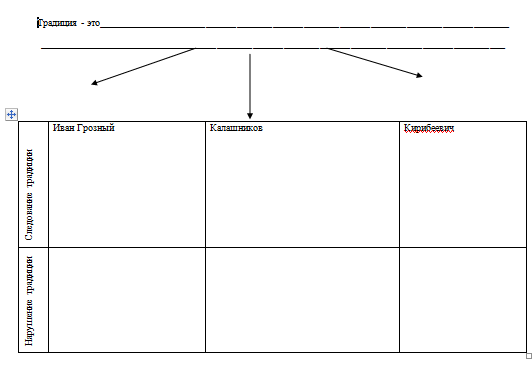 Традиция - это
Иван Грозный
Калашников
Кирибеевич
Следование традиции
Нарушение традиции